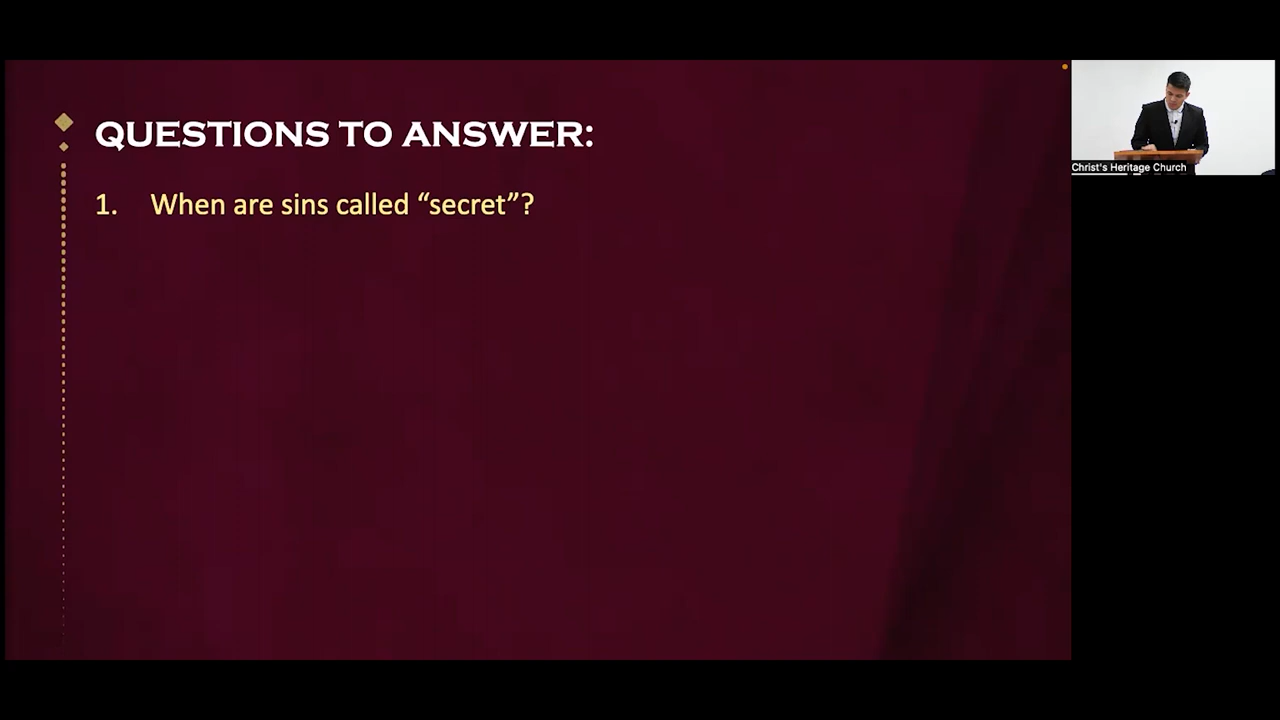 QUESTIONS TO ANSWER:
1. When are sins called “secret”?
Christ's Heritage Church